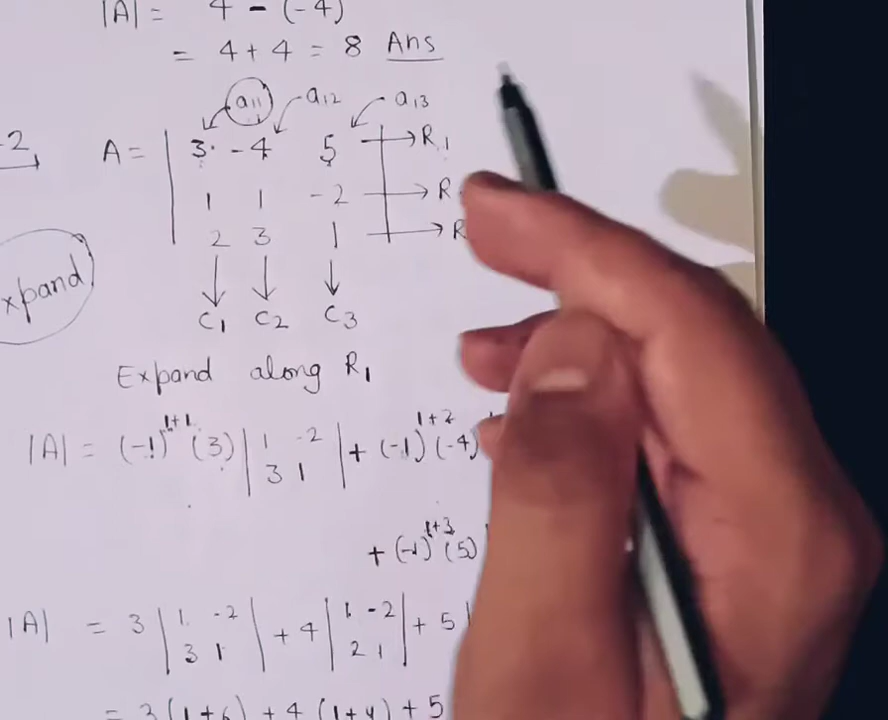 |A| = 4 - (-4)
= 4 + 4 = 8 Ans
a11 a12 a13
-2 A = | 3 -4 5 → R1
1 1 -2 → R
2 3 1 → R
C1 C2 C3
xpand
Expand along R1
|A| = (-1)^1+1 (3) | 1 -2 3 1 | + (-1)^1+2 (-4)
+ (-1)^1+3 (5)
|A| = 3 | 1 -2 3 1 | + 4 | 1 -2 2 1 | + 5 |
= 3 (1+6) + 4 (1+4) + 5